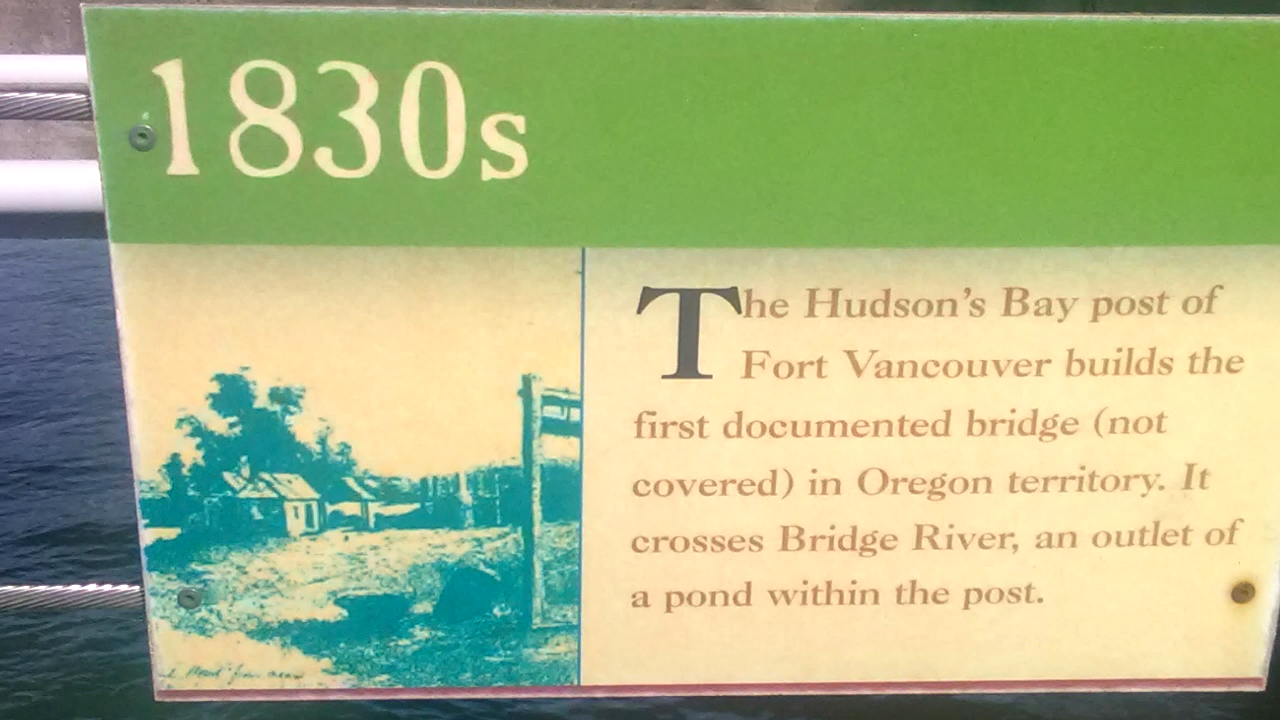 1830s
The Hudson's Bay post of
Fort Vancouver builds the
first documented bridge (not
covered) in Oregon territory. It
crosses Bridge River, an outlet of
a pond within the post.